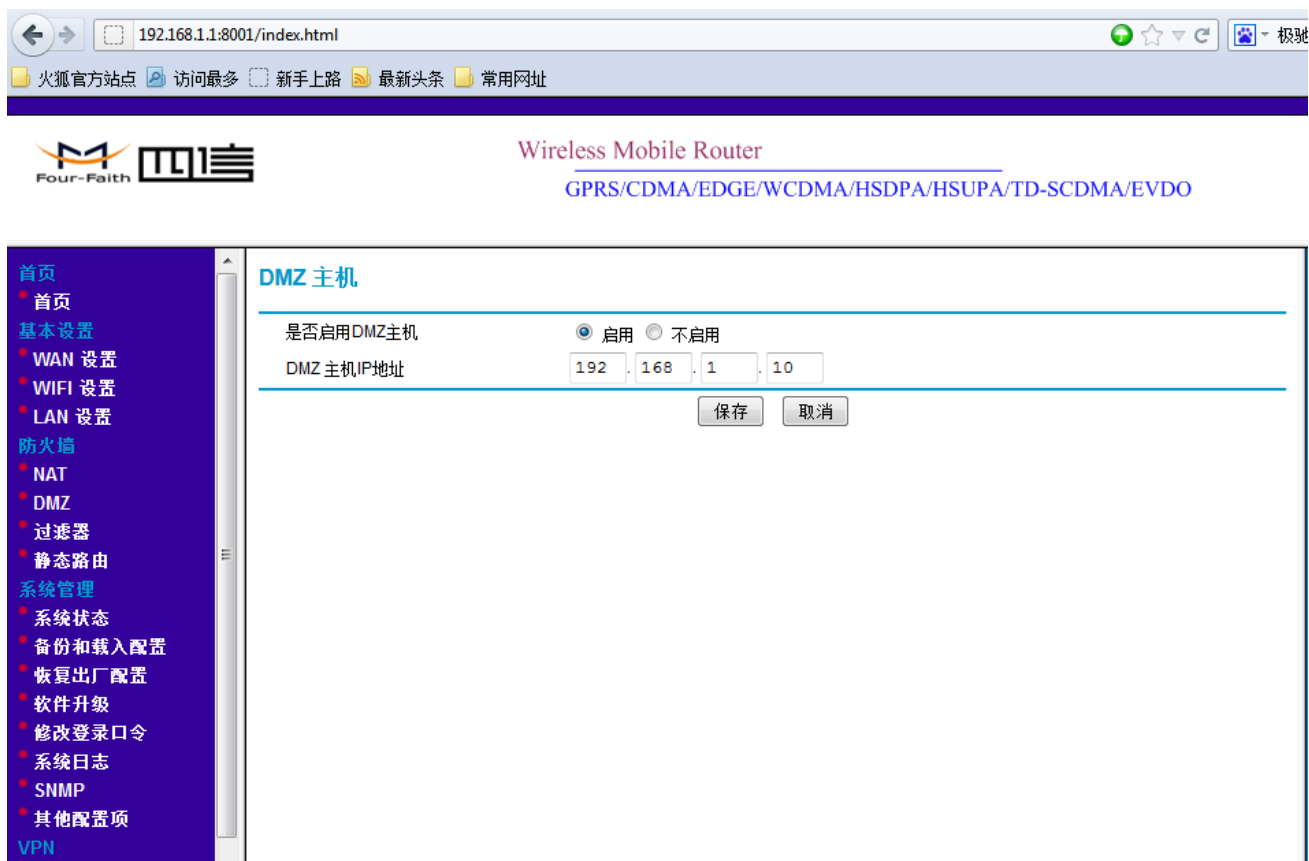 192.168.1.1:8001/index.html
极驰
火狐官方站点 访问最多 新手上路 最新头条 常用网址
Four-Faith 四信
Wireless Mobile Router
GPRS/CDMA/EDGE/WCDMA/HSDPA/HSUPA/TD-SCDMA/EVDO
首页
首页
基本设置
WAN 设置
WIFI 设置
LAN 设置
防火墙
NAT
DMZ
过滤器
静态路由
系统管理
系统状态
备份和载入配置
恢复出厂配置
软件升级
修改登录口令
系统日志
SNMP
其他配置项
VPN
DMZ 主机
是否启用DMZ主机 启用 不启用
DMZ 主机IP地址 192 . 168 . 1 . 10
保存 取消